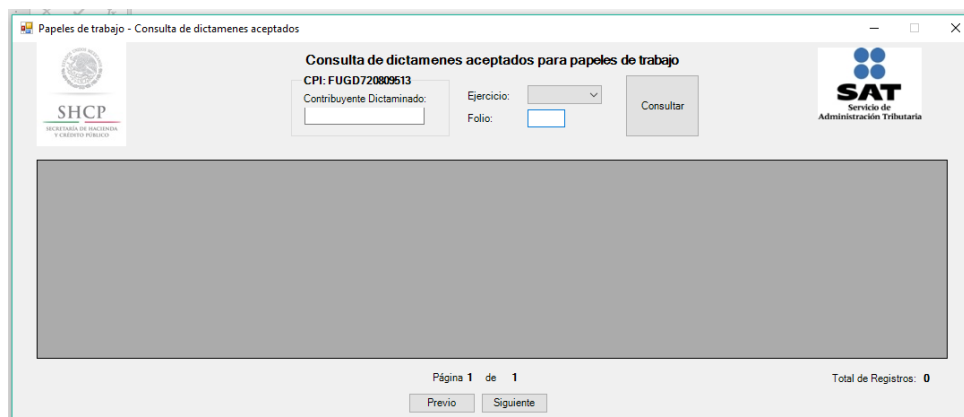 Papeles de trabajo - Consulta de dictamenes aceptados
Consulta de dictamenes aceptados para papeles de trabajo
CPI: FUGD720809513
Contribuyente Dictaminado:
Ejercicio:
Folio:
Consultar
SHCP
SECRETARÍA DE HACIENDA
Y CRÉDITO PÚBLICO
SAT
Servicio de
Administración Tributaria
Página 1 de 1
Total de Registros: 0
Previo
Siguiente